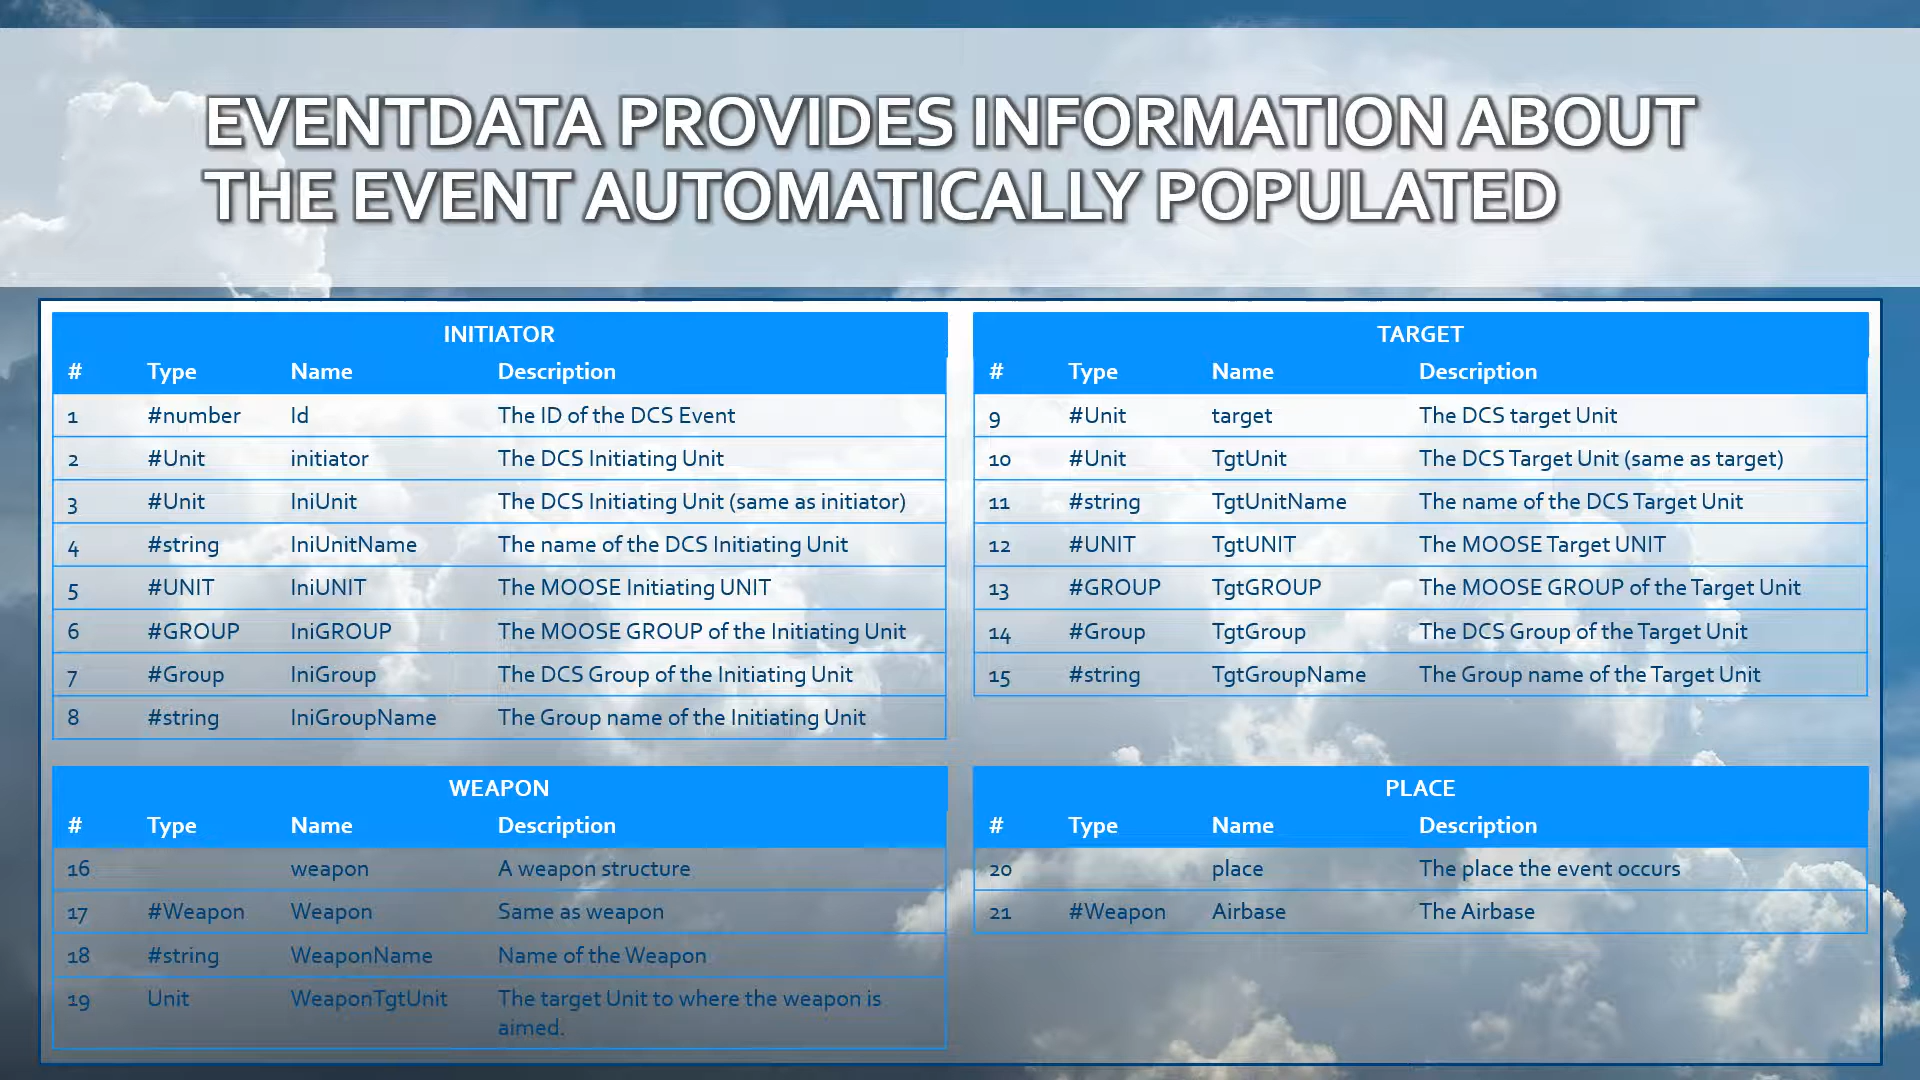 EVENTDATA PROVIDES INFORMATION ABOUT
THE EVENT AUTOMATICALLY POPULATED
INITIATOR
# Type Name Description
1 #number Id The ID of the DCS Event
2 #Unit initiator The DCS Initiating Unit
3 #Unit IniUnit The DCS Initiating Unit (same as initiator)
4 #string IniUnitName The name of the DCS Initiating Unit
5 #UNIT IniUNIT The MOOSE Initiating UNIT
6 #GROUP IniGROUP The MOOSE GROUP of the Initiating Unit
7 #Group IniGroup The DCS Group of the Initiating Unit
8 #string IniGroupName The Group name of the Initiating Unit
TARGET
# Type Name Description
9 #Unit target The DCS target Unit
10 #Unit TgtUnit The DCS Target Unit (same as target)
11 #string TgtUnitName The name of the DCS Target Unit
12 #UNIT TgtUNIT The MOOSE Target UNIT
13 #GROUP TgtGROUP The MOOSE GROUP of the Target Unit
14 #Group TgtGroup The DCS Group of the Target Unit
15 #string TgtGroupName The Group name of the Target Unit
WEAPON
# Type Name Description
16 weapon A weapon structure
17 #Weapon Weapon Same as weapon
18 #string WeaponName Name of the Weapon
19 Unit WeaponTgtUnit The target Unit to where the weapon is
aimed.
PLACE
# Type Name Description
20 place The place the event occurs
21 #Weapon Airbase The Airbase